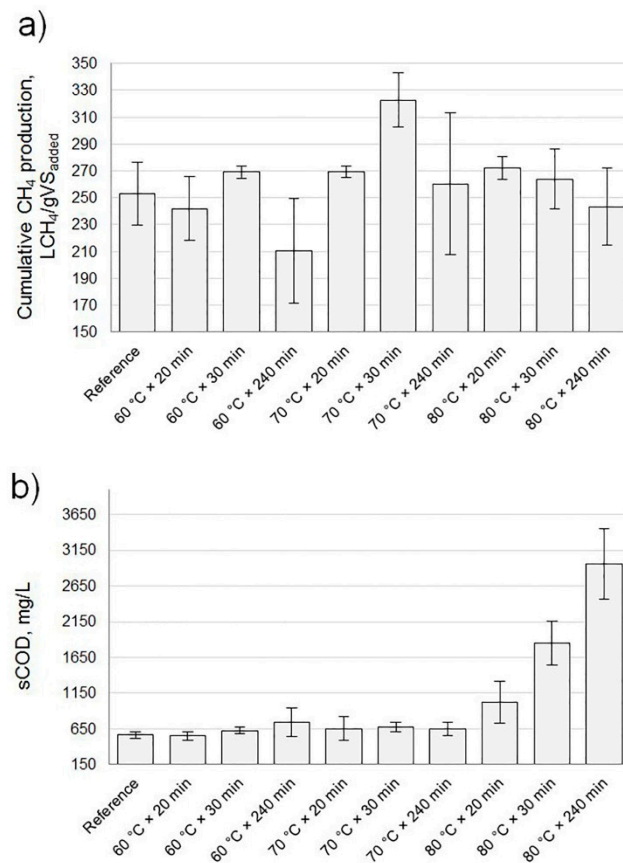 a)
Cumulative CH₄ production,
LCH₄/gVSadded
350
330
310
290
270
250
230
210
190
170
150
Reference
60 °C × 20 min
60 °C × 30 min
60 °C × 240 min
70 °C × 20 min
70 °C × 30 min
70 °C × 240 min
80 °C × 20 min
80 °C × 30 min
80 °C × 240 min
b)
sCOD, mg/L
3650
3150
2650
2150
1650
1150
650
150
Reference
60 °C × 20 min
60 °C × 30 min
60 °C × 240 min
70 °C × 20 min
70 °C × 30 min
70 °C × 240 min
80 °C × 20 min
80 °C × 30 min
80 °C × 240 min